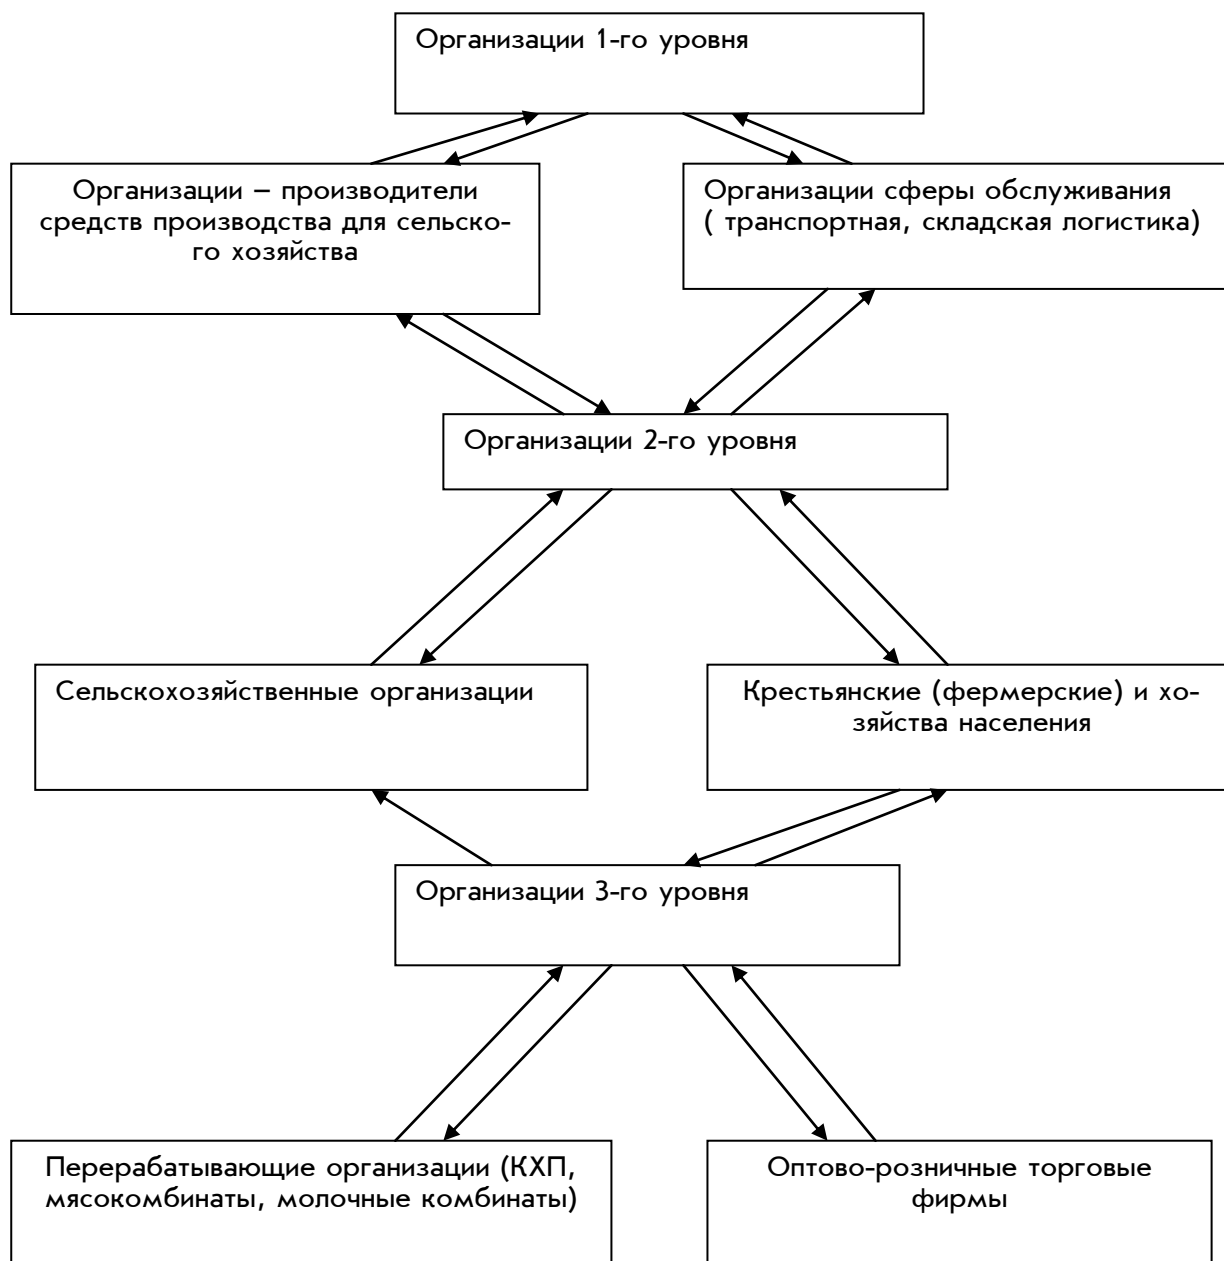 Организации 1-го уровня
Организации – производители
средств производства для сельско-
го хозяйства
Организации сферы обслуживания
( транспортная, складская логистика)
Организации 2-го уровня
Сельскохозяйственные организации
Крестьянские (фермерские) и хо-
зяйства населения
Организации 3-го уровня
Перерабатывающие организации (КХП,
мясокомбинаты, молочные комбинаты)
Оптово-розничные торговые
фирмы